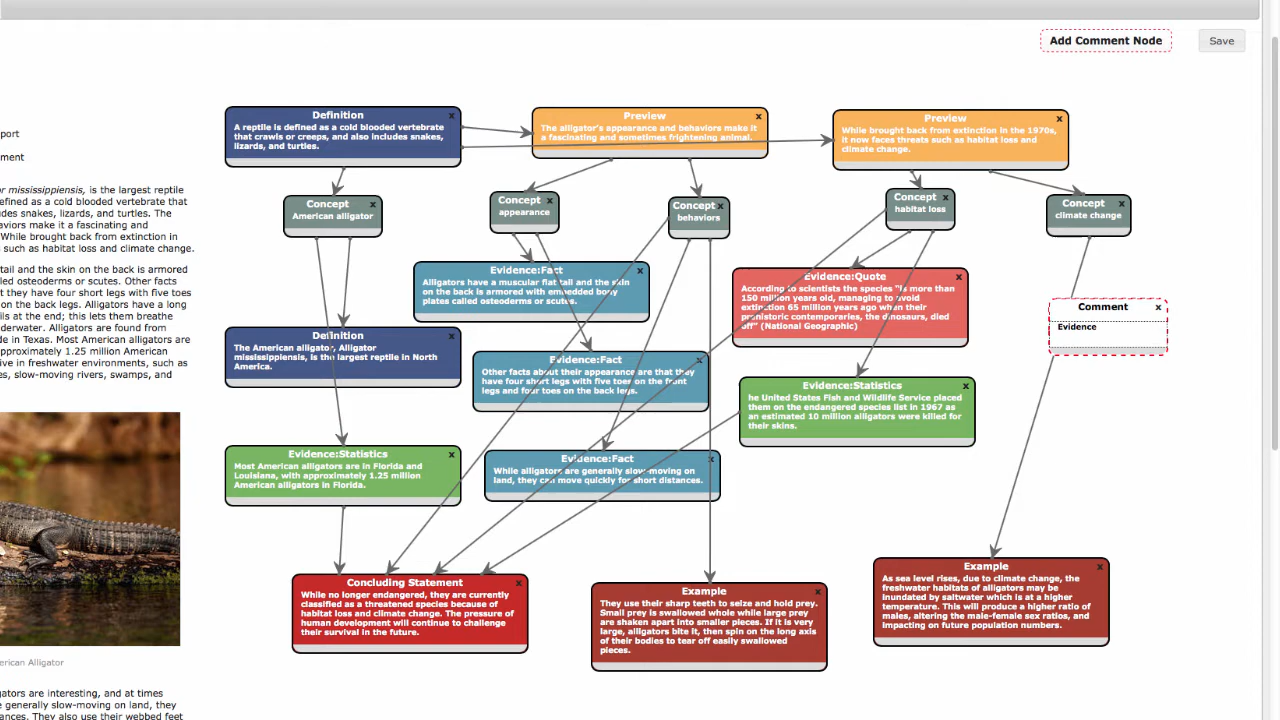 Add Comment Node
Save
port
ment
or mississippiensis, is the largest reptile
efined as a cold blooded vertebrate that
des snakes, lizards, and turtles. The
aviors make it a fascinating and
While brought back from extinction in
such as habitat loss and climate change.
tail and the skin on the back is armored
led osteoderms or scutes. Other facts
t they have four short legs with five toes
on the back legs. Alligators have a long
ils at the end; this lets them breathe
derwater. Alligators are found from
de in Texas. Most American alligators are
pproximately 1.25 million American
ve in freshwater environments, such as
es, slow-moving rivers, swamps, and
erican Alligator
gators are interesting, and at times
e generally slow-moving on land, they
ances. They also use their webbed feet
Definition x
A reptile is defined as a cold blooded vertebrate
that crawls or creeps, and also includes snakes,
lizards, and turtles.
Preview x
The alligator's appearance and behaviors make it
a fascinating and sometimes frightening animal.
Preview x
While brought back from extinction in the 1970s,
it now faces threats such as habitat loss and
climate change.
Concept x
American alligator
Concept x
appearance
Concept x
behaviors
Concept x
habitat loss
Concept x
climate change
Evidence:Fact x
Alligators have a muscular flat tail and the skin
on the back is armored with embedded body
plates called osteoderms or scutes.
Evidence:Quote x
According to scientists the species "is more than
150 million years old, managing to avoid
extinction 65 million years ago when their
prehistoric contemporaries, the dinosaurs, died
off" (National Geographic)
Comment x
Evidence
Definition x
The American alligator, Alligator
mississippiensis, is the largest reptile in North
America.
Evidence:Fact x
Other facts about their appearance are that they
have four short legs with five toes on the front
legs and four toes on the back legs.
Evidence:Statistics x
he United States Fish and Wildlife Service placed
them on the endangered species list in 1967 as
an estimated 10 million alligators were killed for
their skins.
Evidence:Statistics x
Most American alligators are in Florida and
Louisiana, with approximately 1.25 million
American alligators in Florida.
Evidence:Fact x
While alligators are generally slow-moving on
land, they can move quickly for short distances.
Concluding Statement x
While no longer endangered, they are currently
classified as a threatened species because of
habitat loss and climate change. The pressure of
human development will continue to challenge
their survival in the future.
Example x
They use their sharp teeth to seize and hold prey.
Small prey is swallowed whole while large prey
are shaken apart into smaller pieces. If it is very
large, alligators bite it, then spin on the long axis
of their bodies to tear off easily swallowed
pieces.
Example x
As sea level rises, due to climate change, the
freshwater habitats of alligators may be
inundated by saltwater which is at a higher
temperature. This will produce a higher ratio of
males, altering the male-female sex ratios, and
impacting on future population numbers.